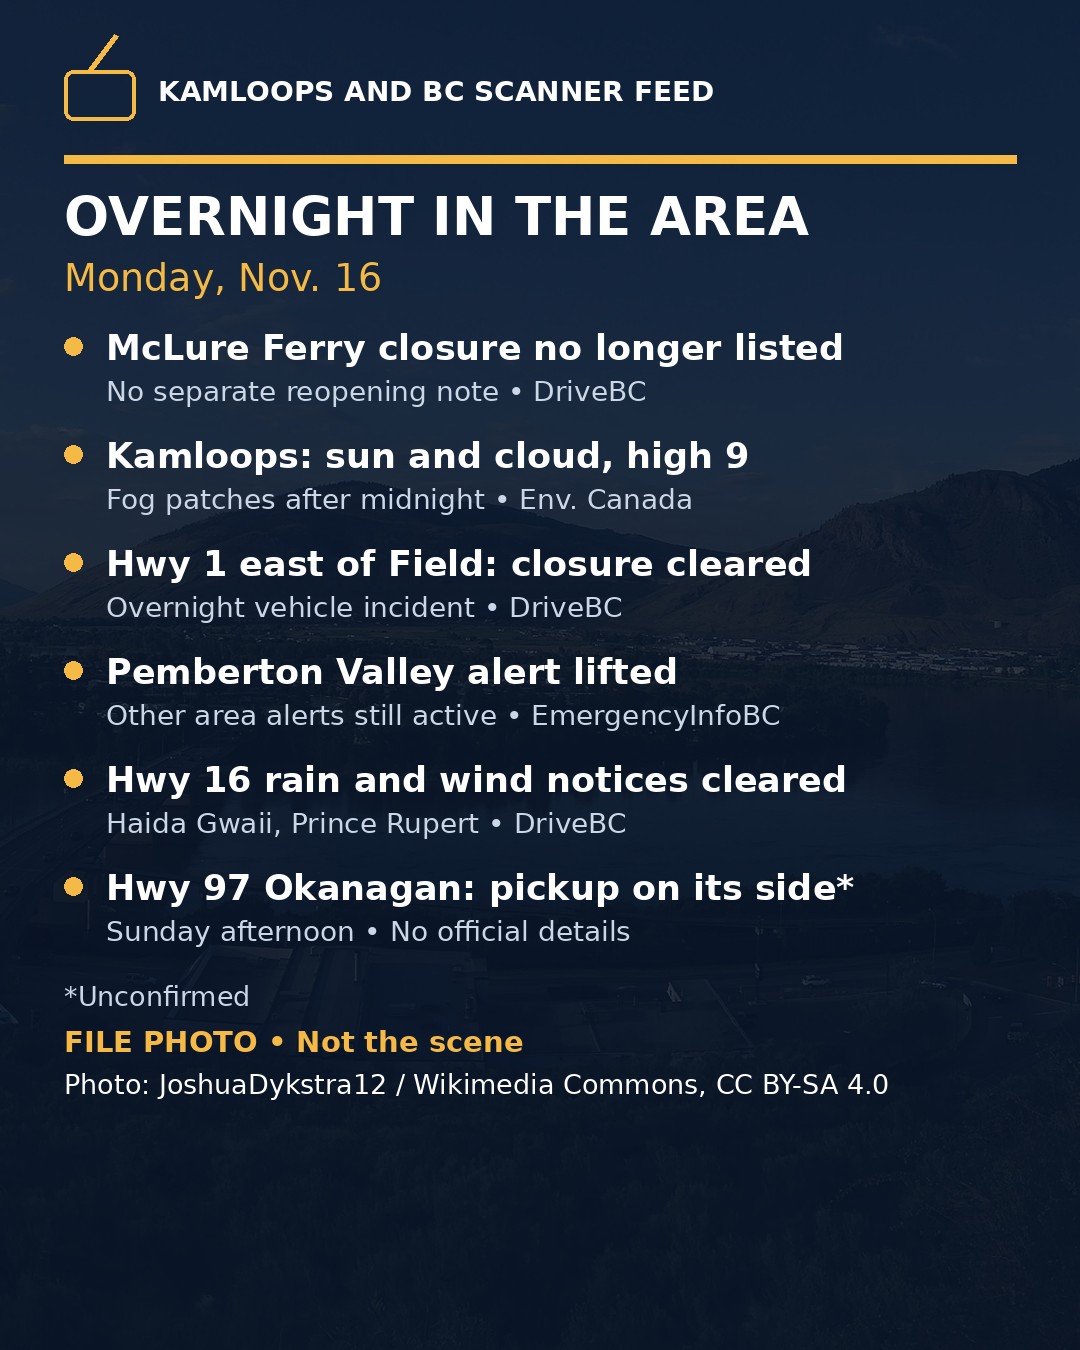 KAMLOOPS AND BC SCANNER FEED
OVERNIGHT IN THE AREA
Monday, Nov. 16
McLure Ferry closure no longer listed
No separate reopening note • DriveBC
Kamloops: sun and cloud, high 9
Fog patches after midnight • Env. Canada
Hwy 1 east of Field: closure cleared
Overnight vehicle incident • DriveBC
Pemberton Valley alert lifted
Other area alerts still active • EmergencyInfoBC
Hwy 16 rain and wind notices cleared
Haida Gwaii, Prince Rupert • DriveBC
Hwy 97 Okanagan: pickup on its side*
Sunday afternoon • No official details
*Unconfirmed
FILE PHOTO • Not the scene
Photo: JoshuaDykstra12 / Wikimedia Commons, CC BY-SA 4.0